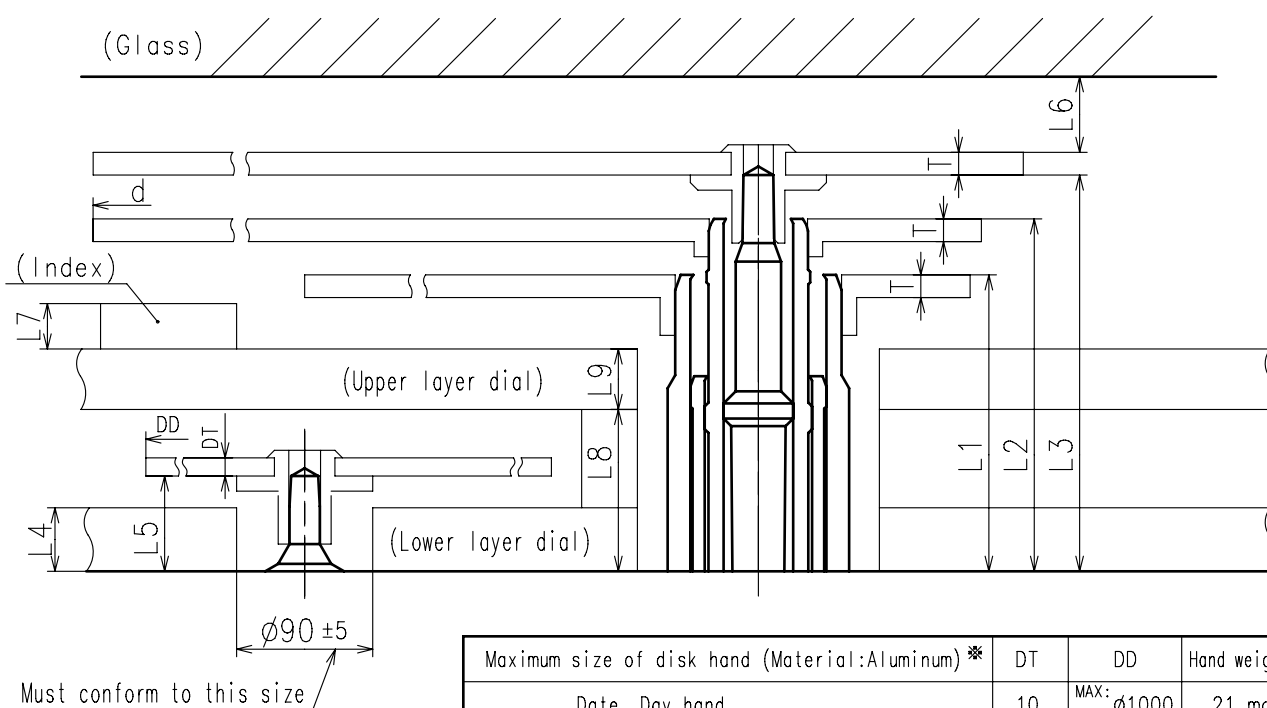 (Glass)
L6
T
d
T
(Index)
T
L7
(Upper layer dial)
L9
DD
DT
L8
L1
L2
L3
L4
L5
(Lower layer dial)
Ø90 ±5
Must conform to this size
Maximum size of disk hand (Material:Aluminum)※ DT DD Hand
Date, Day hand 10 MAX: Ø1000 21